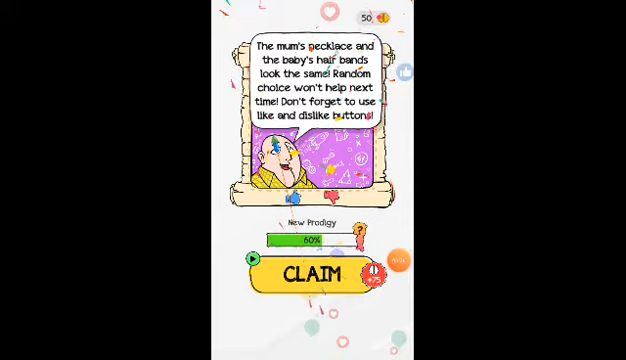 50
The mum's necklace and
the baby's hair bands
look the same! Random
choice won't help next
time! Don't forget to use
like and dislike buttons!
New Prodigy
60%
?
CLAIM
+75